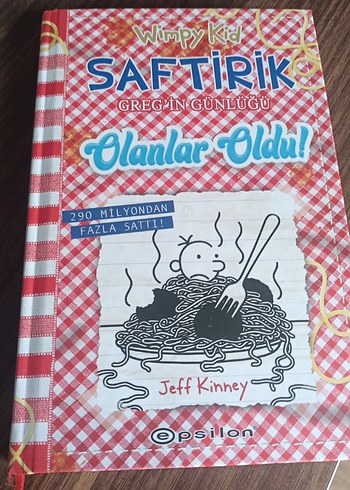 Wimpy Kid
SAFTİRİK
GREG'İN GÜNLÜĞÜ
Olanlar Oldu!
290 MİLYONDAN
FAZLA SATTI!
Jeff Kinney
epsilon